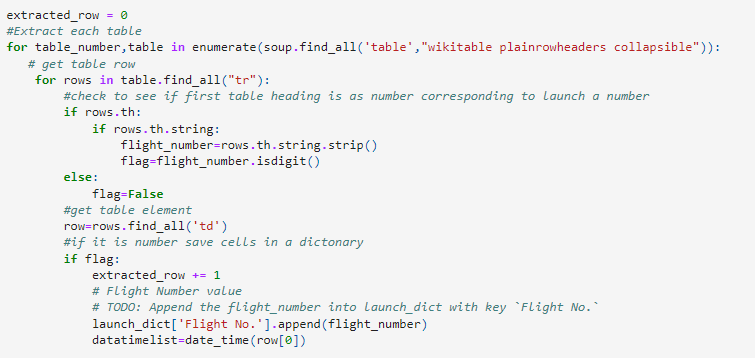 extracted_row = 0
#Extract each table
for table_number,table in enumerate(soup.find_all('table',"wikitable plainrowheaders collapsible")):
   # get table row
    for rows in table.find_all("tr"):
        #check to see if first table heading is as number corresponding to launch a number
        if rows.th:
            if rows.th.string:
                flight_number=rows.th.string.strip()
                flag=flight_number.isdigit()
        else:
            flag=False
        #get table element
        row=rows.find_all('td')
        #if it is number save cells in a dictonary
        if flag:
            extracted_row += 1
            # Flight Number value
            # TODO: Append the flight_number into launch_dict with key `Flight No.`
            launch_dict['Flight No.'].append(flight_number)
            datatimelist=date_time(row[0])